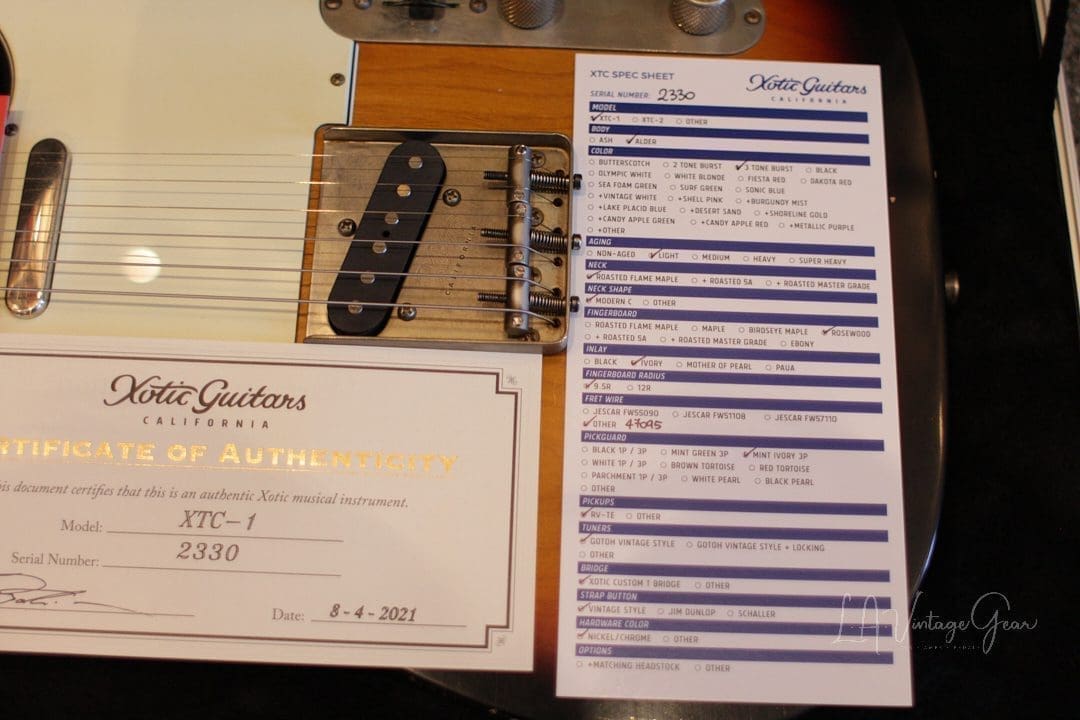 CALIFORNIA
Xotic Guitars
CALIFORNIA
RTIFICATE OF AUTHENTICITY
his document certifies that this is an authentic Xotic musical instrument.
Model: XTC-1
Serial Number: 2330
Date: 8-4-2021
XTC SPEC SHEET
Xotic Guitars
CALIFORNIA
SERIAL NUMBER: 2330
MODEL
XTC-1 XTC-2 OTHER
BODY
ASH ALDER
COLOR
BUTTERSCOTCH 2 TONE BURST 3 TONE BURST BLACK
OLYMPIC WHITE WHITE BLONDE FIESTA RED DAKOTA RED
SEA FOAM GREEN SURF GREEN SONIC BLUE
+VINTAGE WHITE +SHELL PINK +BURGUNDY MIST
+LAKE PLACID BLUE +DESERT SAND +SHORELINE GOLD
+CANDY APPLE GREEN +CANDY APPLE RED +METALLIC PURPLE
+OTHER
AGING
NON-AGED LIGHT MEDIUM HEAVY SUPER HEAVY
NECK
ROASTED FLAME MAPLE + ROASTED 5A + ROASTED MASTER GRADE
NECK SHAPE
MODERN C OTHER
FINGERBOARD
ROASTED FLAME MAPLE MAPLE BIRDSEYE MAPLE ROSEWOOD
+ ROASTED 5A + ROASTED MASTER GRADE EBONY
INLAY
BLACK IVORY MOTHER OF PEARL PAUA
FINGERBOARD RADIUS
9.5R 12R
FRET WIRE
JESCAR FW55090 JESCAR FW51108 JESCAR FW57110
OTHER 47095
PICKGUARD
BLACK 1P / 3P MINT GREEN 3P MINT IVORY 3P
WHITE 1P / 3P BROWN TORTOISE RED TORTOISE
PARCHMENT 1P / 3P WHITE PEARL BLACK PEARL
OTHER
PICKUPS
RV-TE OTHER
TUNERS
GOTOH VINTAGE STYLE GOTOH VINTAGE STYLE + LOCKING
OTHER
BRIDGE
XOTIC CUSTOM T BRIDGE OTHER
STRAP BUTTON
VINTAGE STYLE JIM DUNLOP SCHALLER
HARDWARE COLOR
NICKEL/CHROME OTHER
OPTIONS
+MATCHING HEADSTOCK OTHER
L.A. Vintage Gear